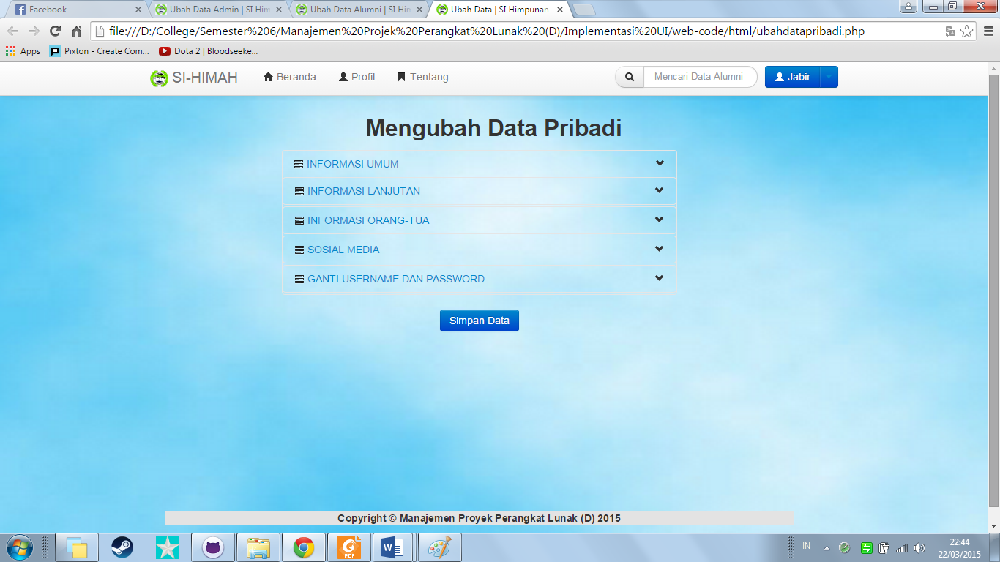 Facebook
Ubah Data Admin | SI Him
Ubah Data Alumni | SI Hin
Ubah Data | SI Himpunan
file:///D:/College/Semester%206/Manajemen%20Projek%20Perangkat%20Lunak%20(D)/Implementasi%20UI/web-code/html/ubahdatapribadi.php
Apps
Pixton - Create Com...
Dota 2 | Bloodseeke...
SI-HIMAH
Beranda
Profil
Tentang
Mencari Data Alumni
Jabir
Mengubah Data Pribadi
INFORMASI UMUM
INFORMASI LANJUTAN
INFORMASI ORANG-TUA
SOSIAL MEDIA
GANTI USERNAME DAN PASSWORD
Simpan Data
Copyright © Manajemen Proyek Perangkat Lunak (D) 2015
PDF
IN
22:44
22/03/2015